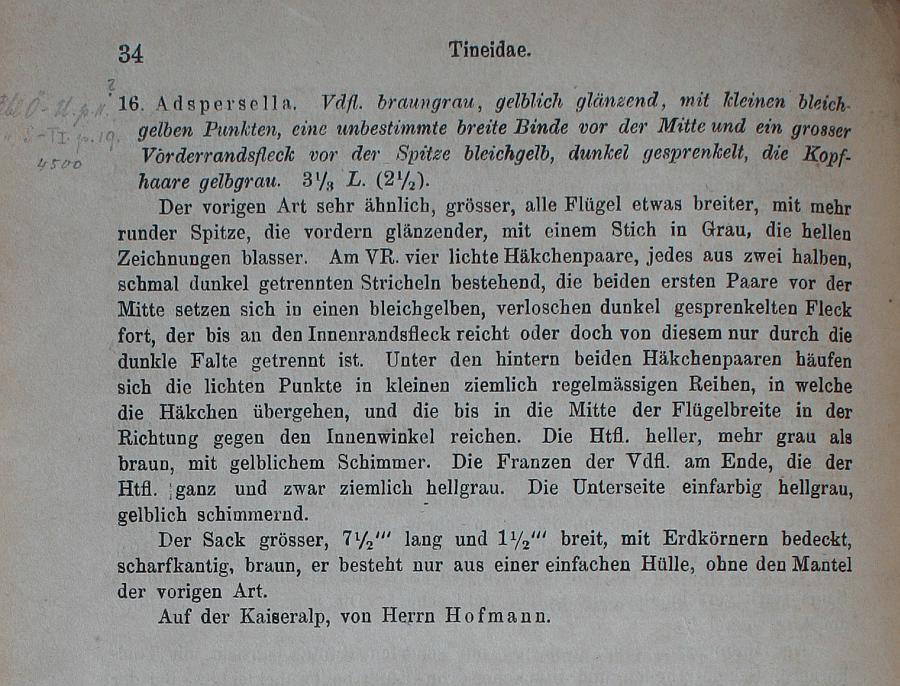 34
Tineidae.
?
p. 19.
4500
16. Adspersella. Vdfl. braungrau, gelblich glänzend, mit kleinen bleich-
gelben Punkten, eine unbestimmte breite Binde vor der Mitte und ein grosser
Vorderrandsfleck vor der Spitze bleichgelb, dunkel gesprenkelt, die Kopf-
haare gelbgrau. 3⅓ L. (2½).
Der vorigen Art sehr ähnlich, grösser, alle Flügel etwas breiter, mit mehr
runder Spitze, die vordern glänzender, mit einem Stich in Grau, die hellen
Zeichnungen blasser. Am VR. vier lichte Häkchenpaare, jedes aus zwei halben,
schmal dunkel getrennten Stricheln bestehend, die beiden ersten Paare vor der
Mitte setzen sich in einen bleichgelben, verloschen dunkel gesprenkelten Fleck
fort, der bis an den Innenrandsfleck reicht oder doch von diesem nur durch die
dunkle Falte getrennt ist. Unter den hintern beiden Häkchenpaaren häufen
sich die lichten Punkte in kleinen ziemlich regelmässigen Reihen, in welche
die Häkchen übergehen, und die bis in die Mitte der Flügelbreite in der
Richtung gegen den Innenwinkel reichen. Die Htfl. heller, mehr grau als
braun, mit gelblichem Schimmer. Die Franzen der Vdfl. am Ende, die der
Htfl. ganz und zwar ziemlich hellgrau. Die Unterseite einfarbig hellgrau,
gelblich schimmernd.
Der Sack grösser, 7½‴ lang und 1½‴ breit, mit Erdkörnern bedeckt,
scharfkantig, braun, er besteht nur aus einer einfachen Hülle, ohne den Mantel
der vorigen Art.
Auf der Kaiseralp, von Herrn Hofmann.